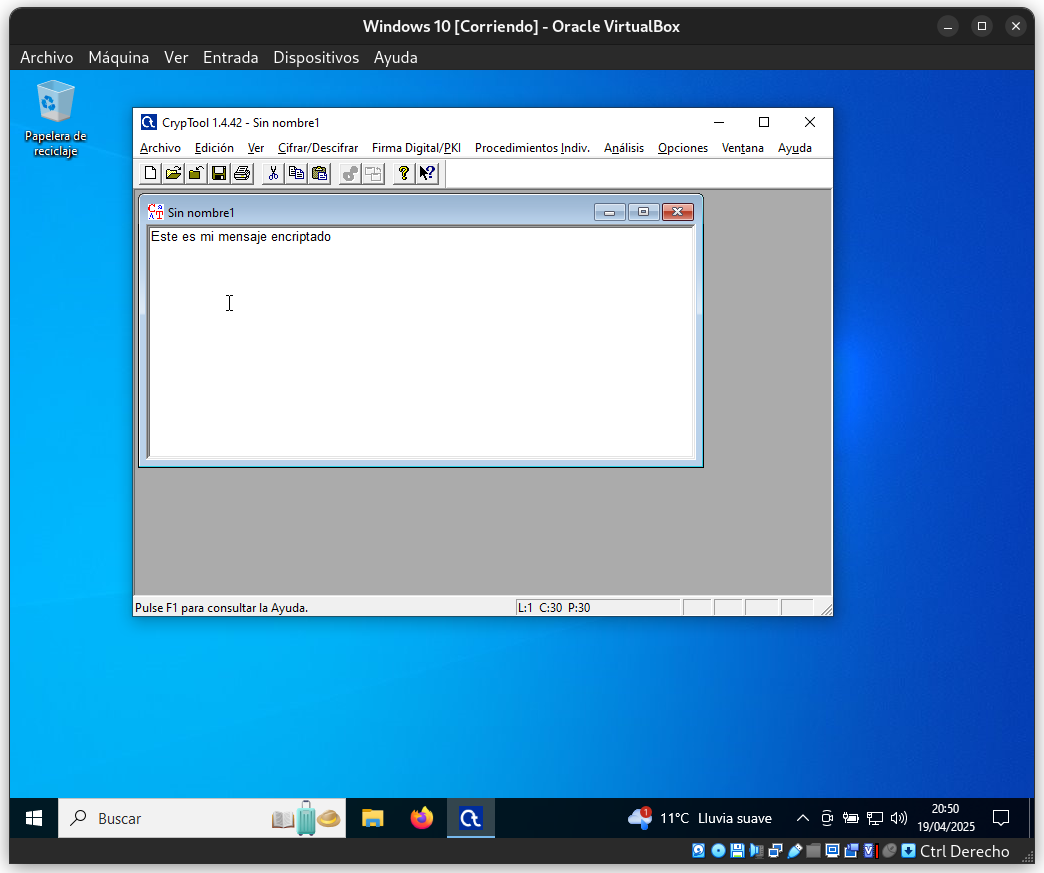 Windows 10 [Corriendo] - Oracle VirtualBox
Archivo Máquina Ver Entrada Dispositivos Ayuda
Papelera de
reciclaje
CrypTool 1.4.42 - Sin nombre1
Archivo Edición Ver Cifrar/Descifrar Firma Digital/PKI Procedimientos Indiv. Análisis Opciones Ventana Ayuda
Sin nombre1
Este es mi mensaje encriptado
Pulse F1 para consultar la Ayuda.
L:1 C:30 P:30
Buscar
1
11°C Lluvia suave
20:50
19/04/2025
Ctrl Derecho